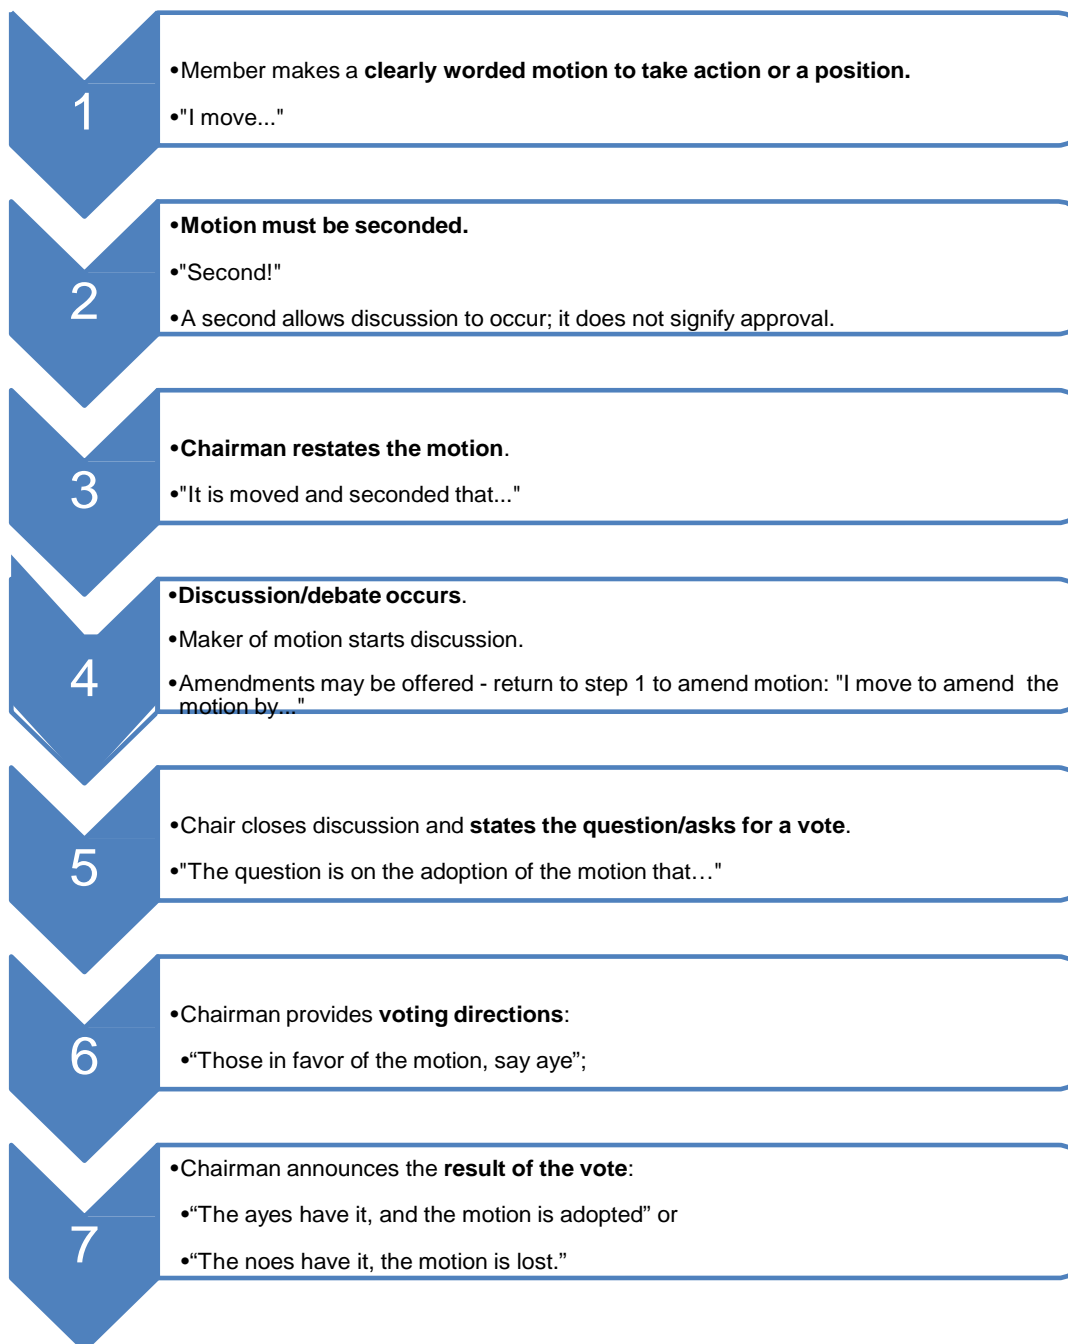 1
•Member makes a clearly worded motion to take action or a position.
•"I move..."
2
•Motion must be seconded.
•"Second!"
•A second allows discussion to occur; it does not signify approval.
3
•Chairman restates the motion.
•"It is moved and seconded that..."
4
•Discussion/debate occurs.
•Maker of motion starts discussion.
•Amendments may be offered - return to step 1 to amend motion: "I move to amend the
motion by..."
5
•Chair closes discussion and states the question/asks for a vote.
•"The question is on the adoption of the motion that…"
6
•Chairman provides voting directions:
•“Those in favor of the motion, say aye”;
7
•Chairman announces the result of the vote:
•“The ayes have it, and the motion is adopted” or
•“The noes have it, the motion is lost.”